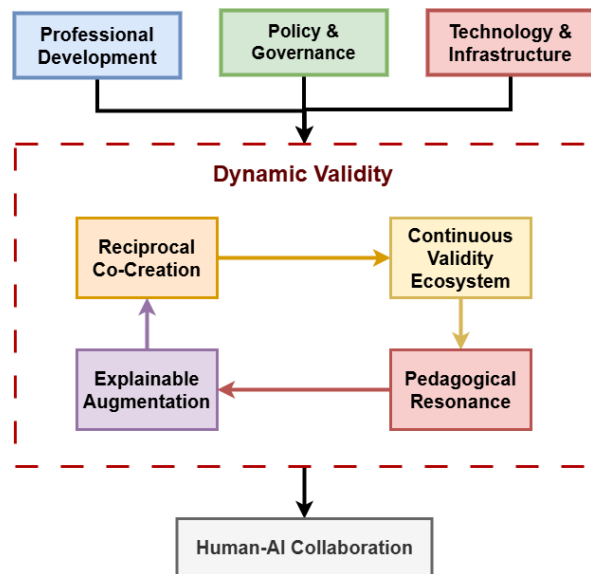 Professional
Development
Policy &
Governance
Technology &
Infrastructure
Dynamic Validity
Reciprocal
Co-Creation
Continuous
Validity
Ecosystem
Explainable
Augmentation
Pedagogical
Resonance
Human-AI Collaboration